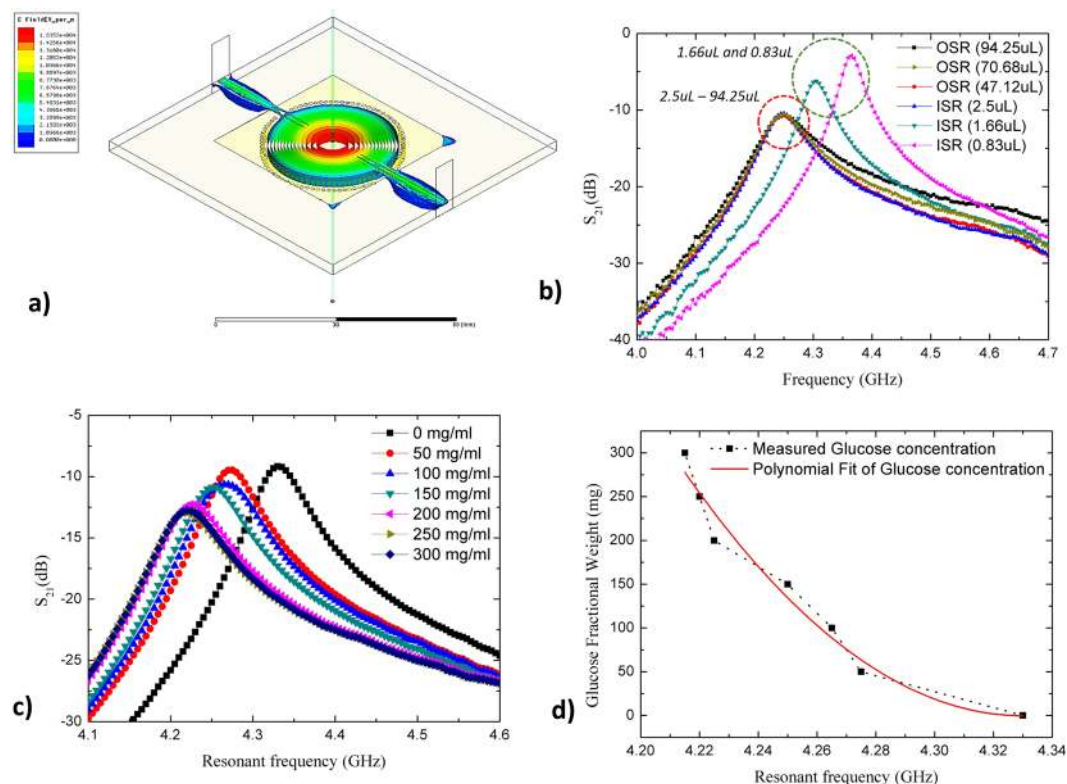 E Field[V_per_m
a)
0
30
60 (mm)
S21(dB)
0
-10
-20
-30
-40
1.66uL and 0.83uL
2.5uL – 94.25uL
OSR (94.25uL)
OSR (70.68uL)
OSR (47.12uL)
ISR (2.5uL)
ISR (1.66uL)
ISR (0.83uL)
4.0 4.1 4.2 4.3 4.4 4.5 4.6 4.7
Frequency (GHz)
b)
S21(dB)
-5
-10
-15
-20
-25
-30
0 mg/ml
50 mg/ml
100 mg/ml
150 mg/ml
200 mg/ml
250 mg/ml
300 mg/ml
4.1 4.2 4.3 4.4 4.5 4.6
Resonant frequency (GHz)
c)
Glucose Fractional Weight (mg)
300
250
200
150
100
50
0
Measured Glucose concentration
Polynomial Fit of Glucose concentration
4.20 4.22 4.24 4.26 4.28 4.30 4.32 4.34
Resonant frequency (GHz)
d)